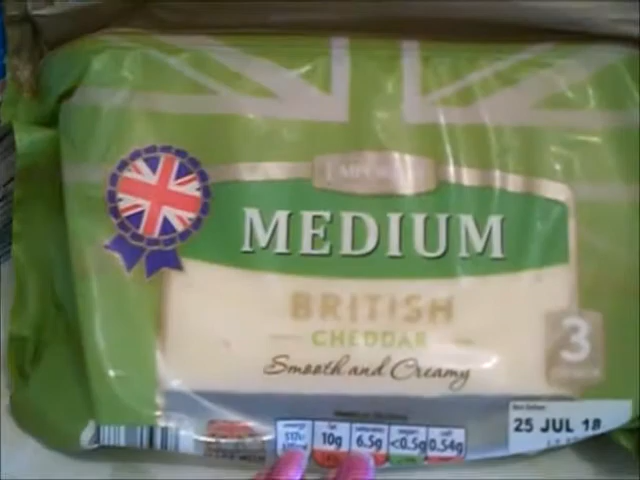 MEDIUM
BRITISH
CHEDDAR
Smooth and Creamy
3
10g 6.5g <0.5g 0.54g
25 JUL 18